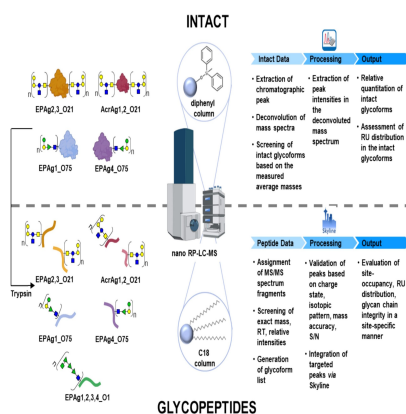 INTACT
EPAg2,3_O21
AcrAg1,2_O21
n
n
n
n
EPAg1_O75
EPAg4_O75
n
n
diphenyl
column
Intact Data
Processing
Output
• Extraction of
chromatographic
peak
• Deconvolution of
mass spectra
• Screening of
intact glycoforms
based on the
measured
average masses
• Extraction of
peak
intensities in
the
deconvoluted
mass
spectrum
• Relative
quantitation of
intact
glycoforms
• Assessment of
RU distribution
in the intact
glycoforms
nano RP-LC-MS
Trypsin
EPAg2,3_O21
AcrAg1,2_O21
n
n
EPAg1_O75
EPAg4_O75
n
n
EPAg1,2,3,4_O1
n
C18
column
Skyline
Peptide Data
Processing
Output
• Assignment
of MS/MS
spectrum
fragments
• Screening of
exact mass,
RT, relative
intensities
• Generation
of glycoform
list
• Validation of
peaks based on
charge
state,
isotopic
pattern, mass
accuracy,
S/N
• Integration of
targeted
peaks via
Skyline
• Evaluation of
site-
occupancy, RU
distribution,
glycan chain
integrity in a
site-specific
manner
GLYCOPEPTIDES